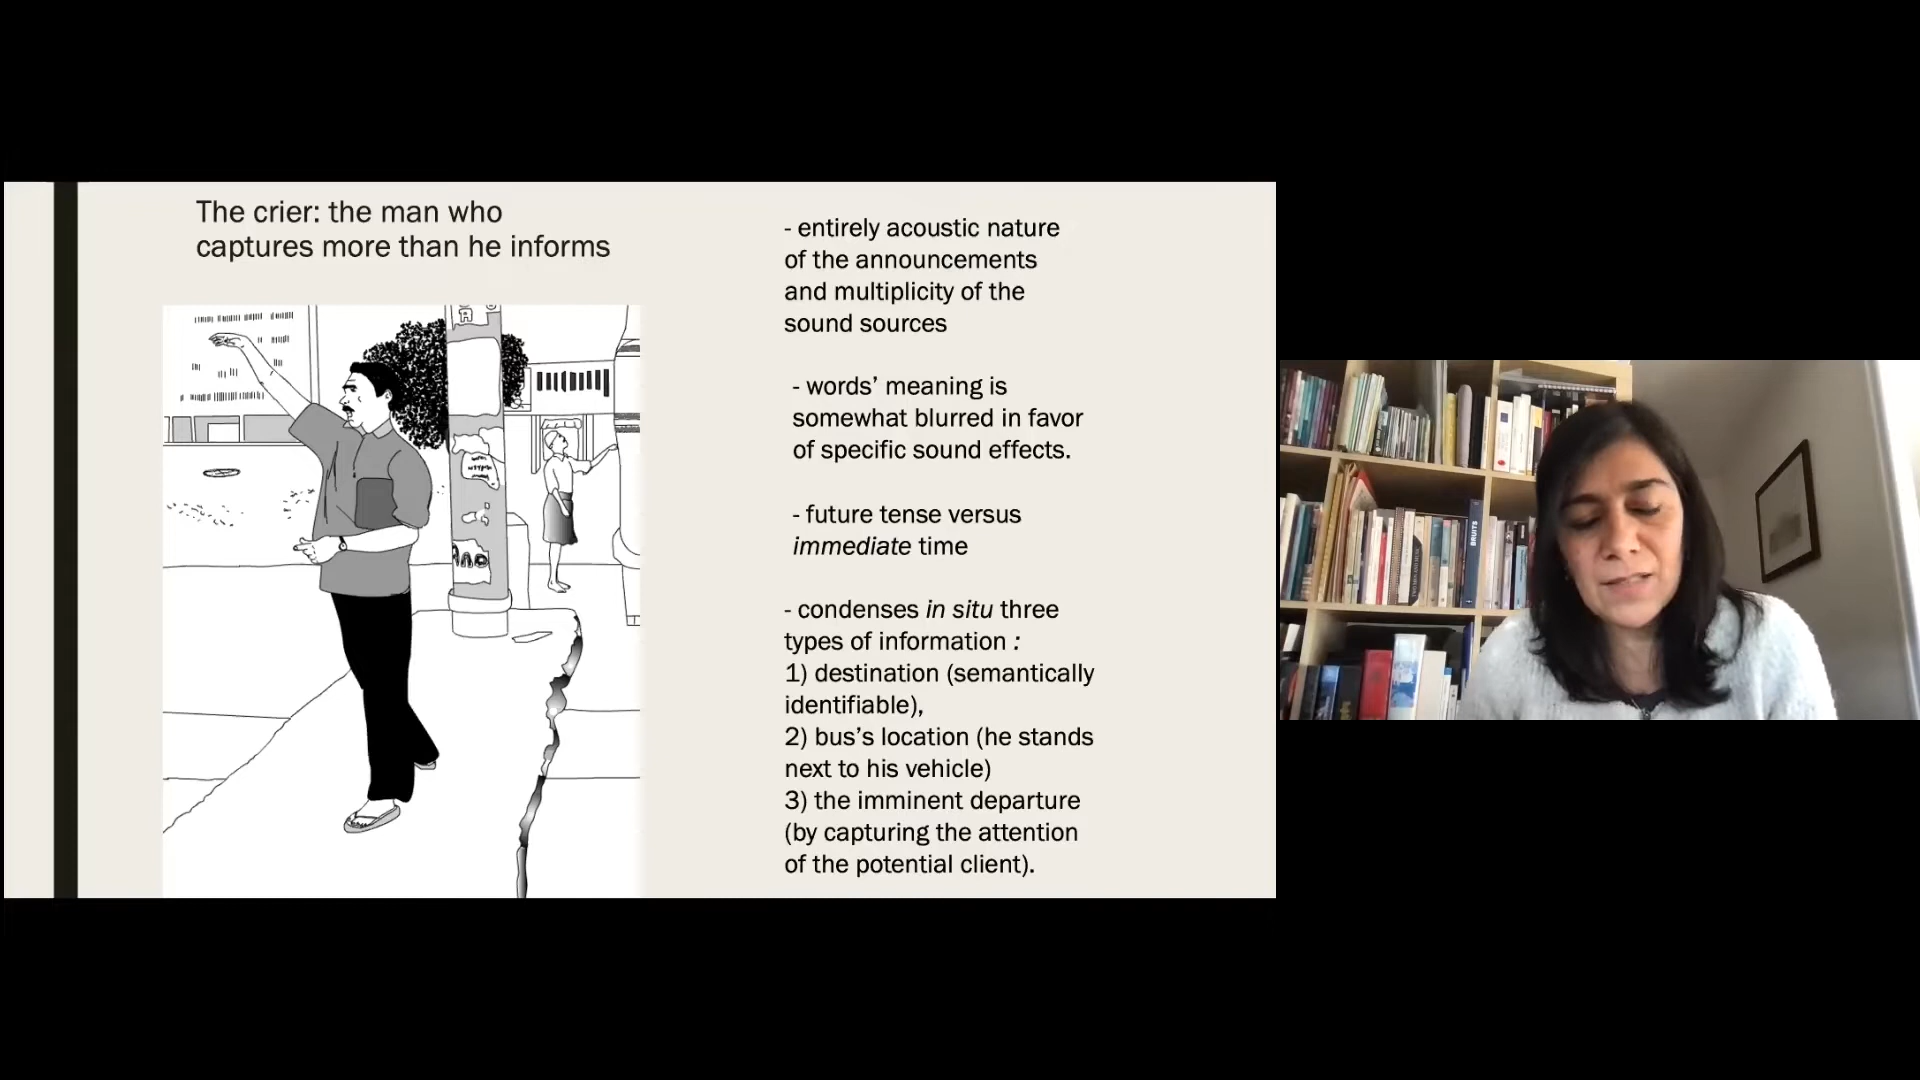 The crier: the man who
captures more than he informs
- entirely acoustic nature
of the announcements
and multiplicity of the
sound sources
- words’ meaning is
somewhat blurred in favor
of specific sound effects.
- future tense versus
immediate time
- condenses in situ three
types of information :
1) destination (semantically
identifiable),
2) bus’s location (he stands
next to his vehicle)
3) the imminent departure
(by capturing the attention
of the potential client).
BRUITS